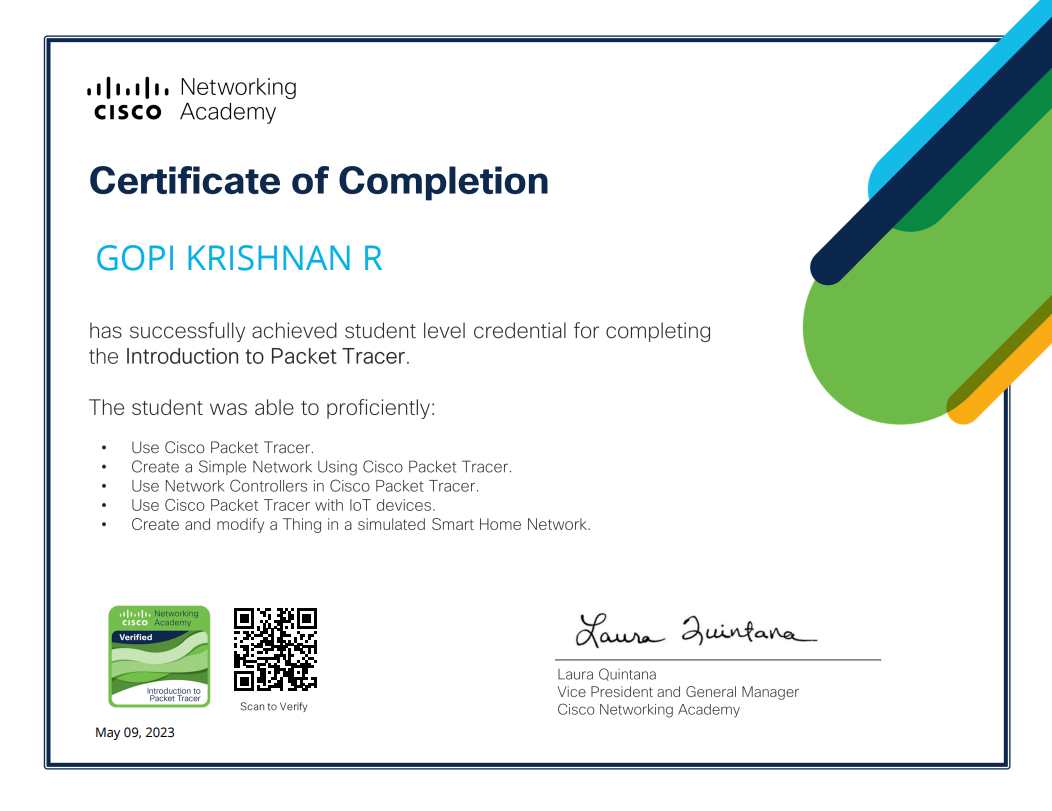 Networking
CISCO Academy
Certificate of Completion
GOPI KRISHNAN R
has successfully achieved student level credential for completing
the Introduction to Packet Tracer.
The student was able to proficiently:
• Use Cisco Packet Tracer.
• Create a Simple Network Using Cisco Packet Tracer.
• Use Network Controllers in Cisco Packet Tracer.
• Use Cisco Packet Tracer with IoT devices.
• Create and modify a Thing in a simulated Smart Home Network.
Networking
CISCO Academy
Verified
Introduction to
Packet Tracer
Scan to Verify
May 09, 2023
Laura Quintana
Laura Quintana
Vice President and General Manager
Cisco Networking Academy